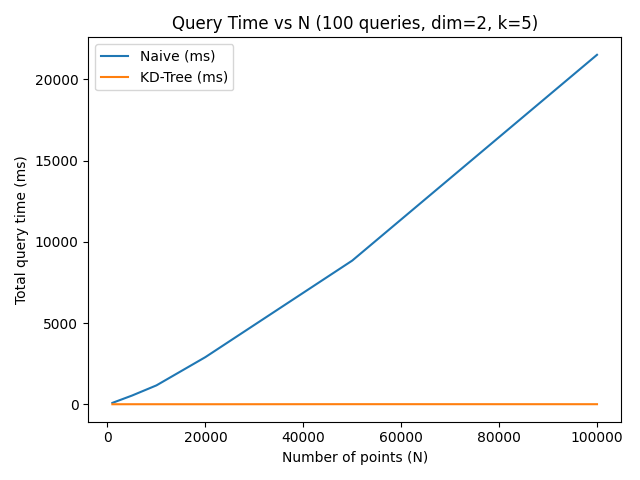 Query Time vs N (100 queries, dim=2, k=5)
Naive (ms)
KD-Tree (ms)
Total query time (ms)
20000
15000
10000
5000
0
0
20000
40000
60000
80000
100000
Number of points (N)